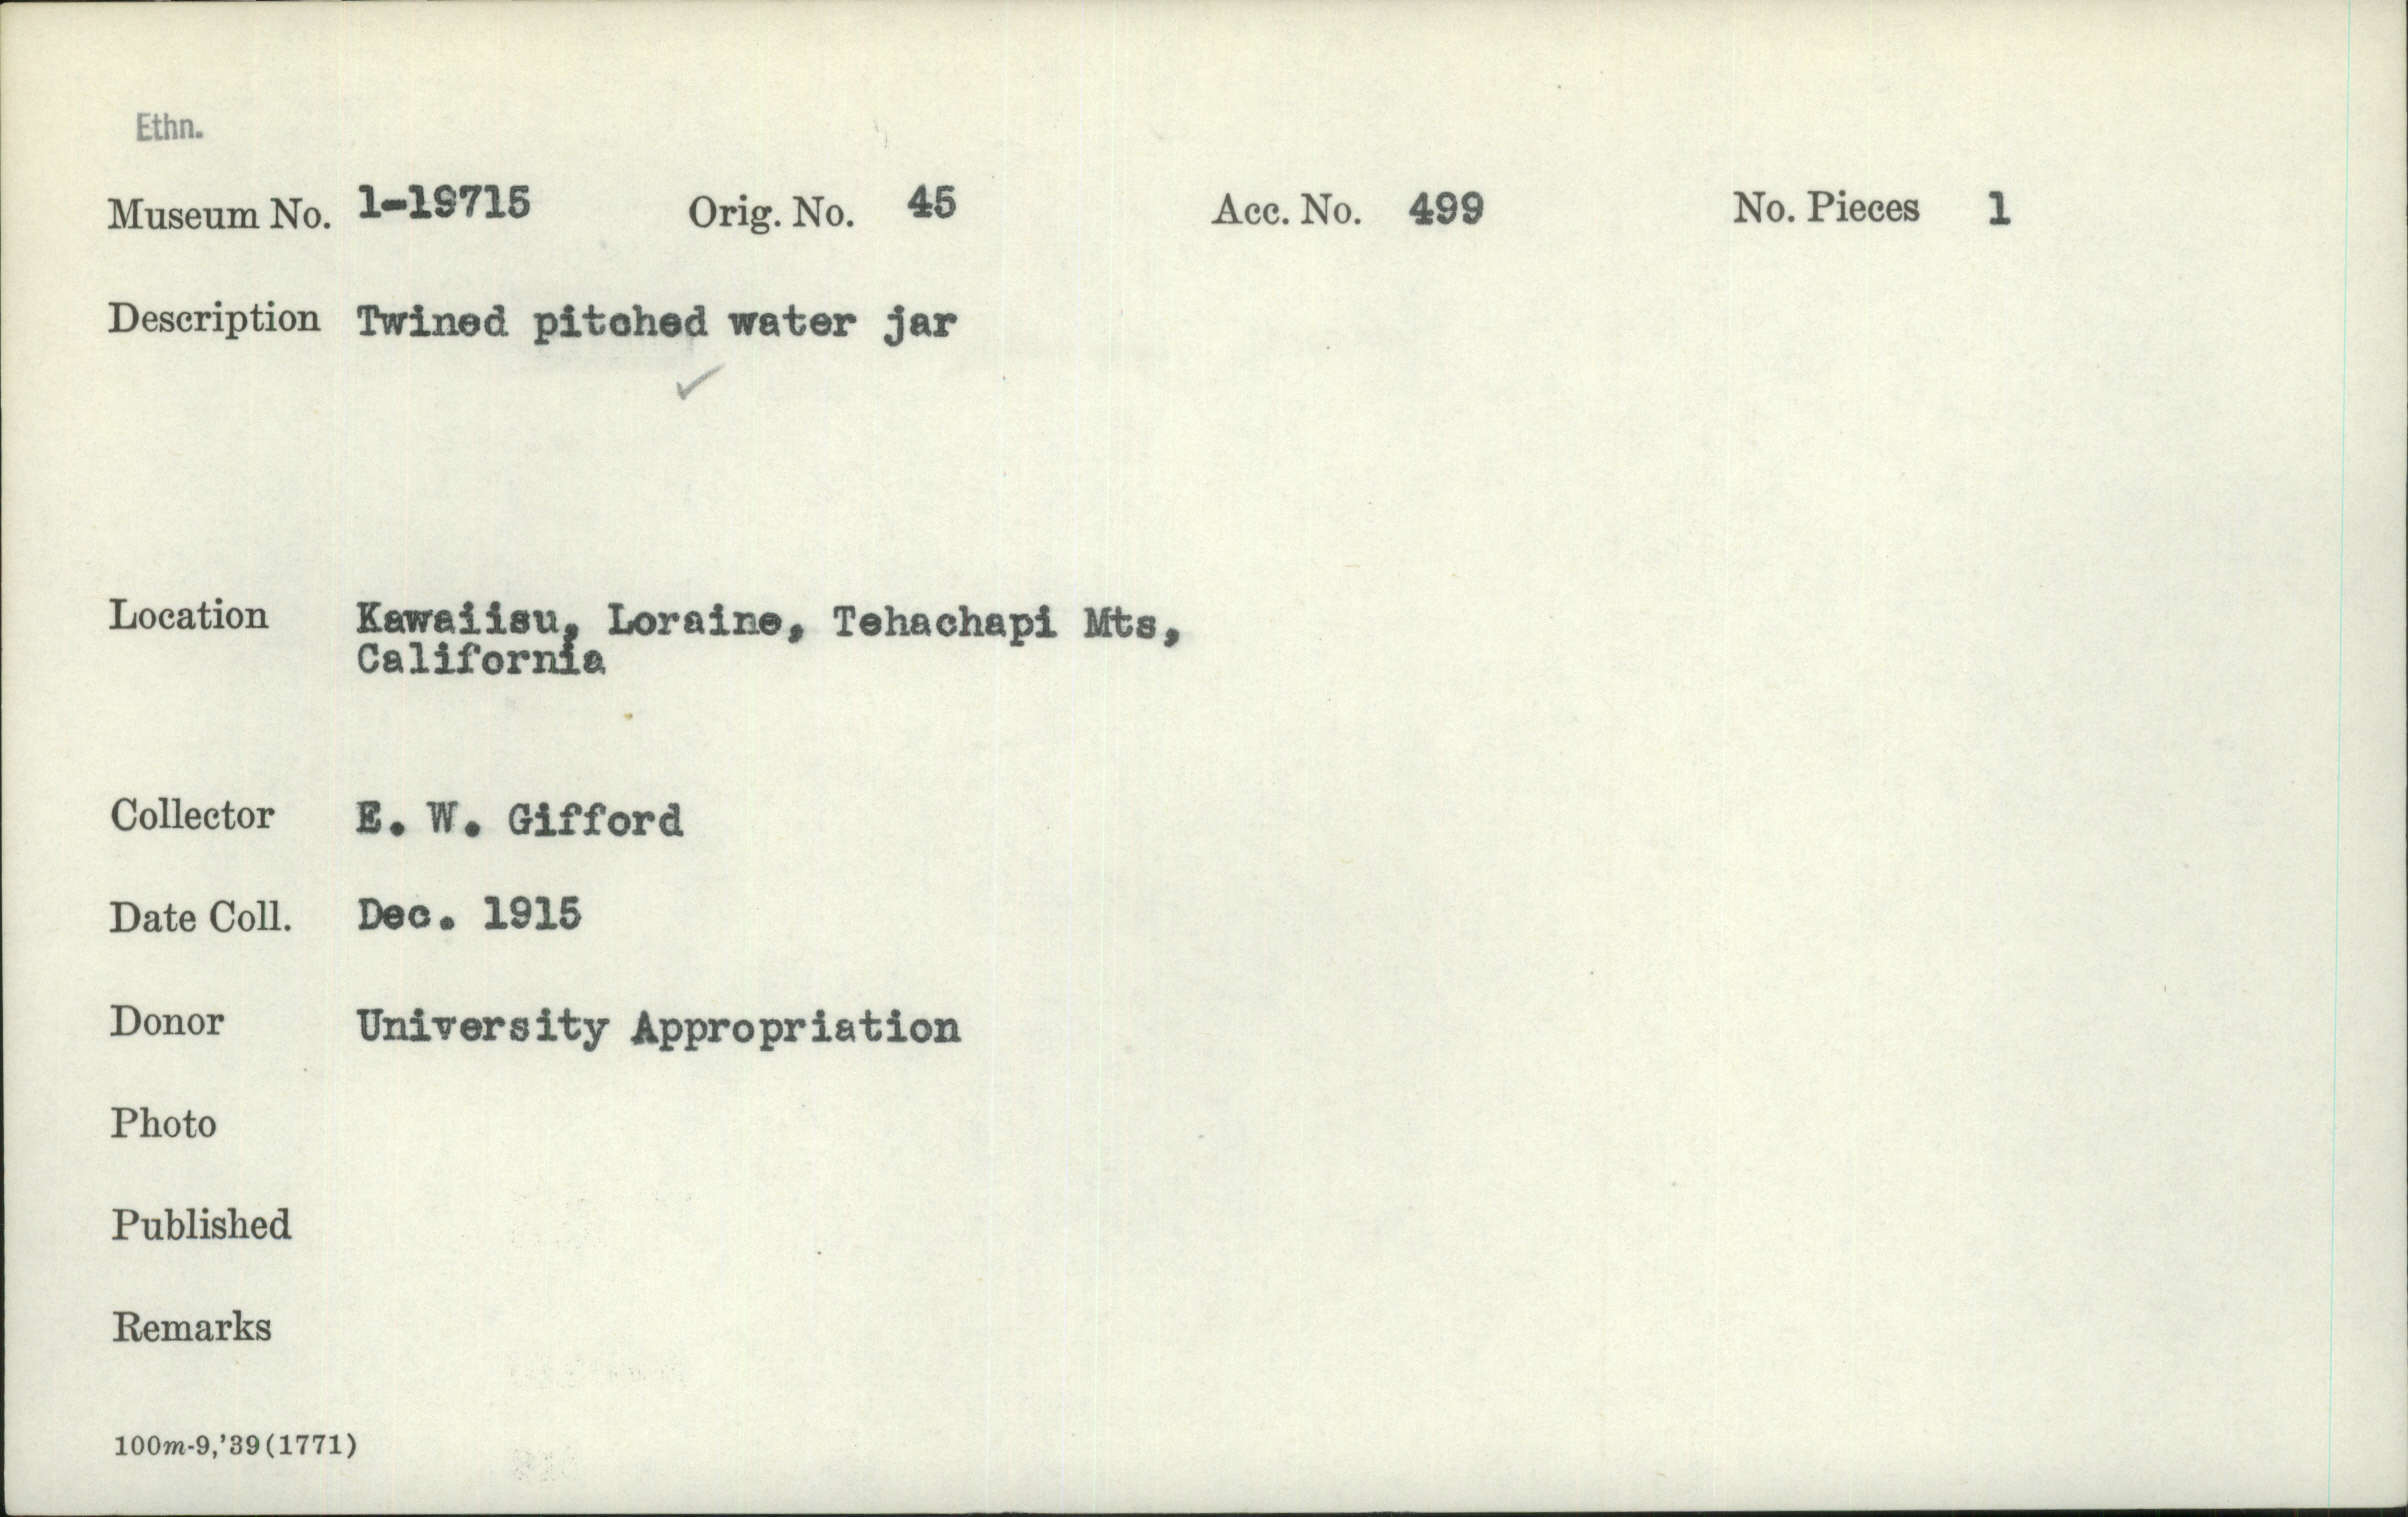 Ethn.
Museum No. 1-19715 Orig. No. 45 Acc. No. 499 No. Pieces 1
Description Twined pitched water jar
✓
Location Kawaiisu, Loraine, Tehachapi Mts,
California
Collector E. W. Gifford
Date Coll. Dec. 1915
Donor University Appropriation
Photo
Published
Remarks
100m-9,'39(1771)